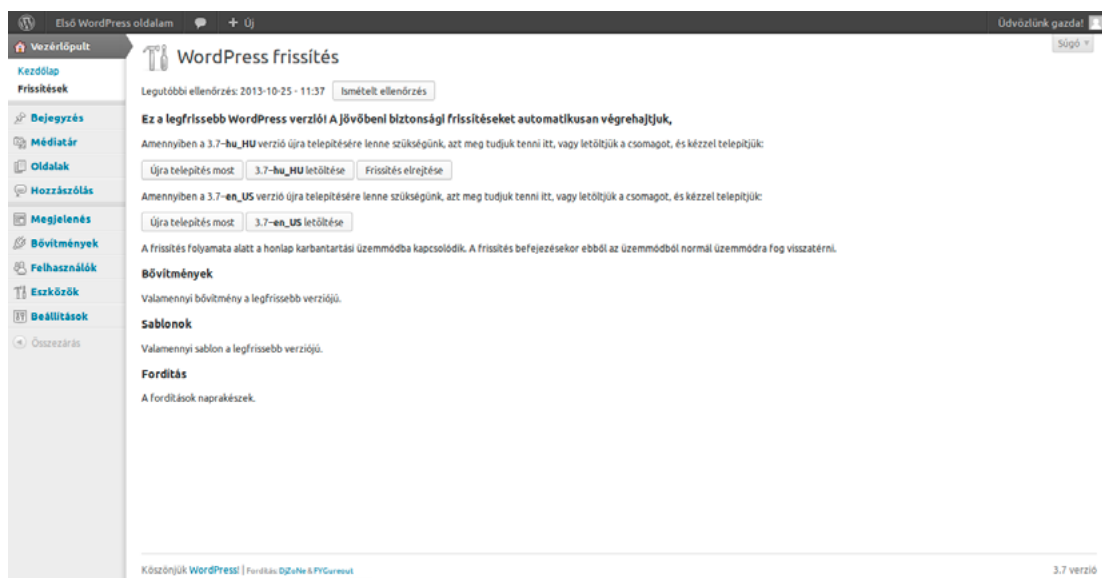 Első WordPress oldalam + Új Üdvözlünk gazda!
Súgó
Vezérlőpult
Kezdőlap
Frissítések
Bejegyzés
Médiatár
Oldalak
Hozzászólás
Megjelenés
Bővítmények
Felhasználók
Eszközök
Beállítások
Összezárás
WordPress frissítés
Legutóbbi ellenőrzés: 2013-10-25 - 11:37 Ismételt ellenőrzés
Ez a legfrissebb WordPress verzió! A jövőbeni biztonsági frissítéseket automatikusan végrehajtjuk,
Amennyiben a 3.7–hu_HU verzió újra telepítésére lenne szükségünk, azt meg tudjuk tenni itt, vagy letöltjük a csomagot, és kézzel telepítjük:
Újra telepítés most 3.7–hu_HU letöltése Frissítés elrejtése
Amennyiben a 3.7–en_US verzió újra telepítésére lenne szükségünk, azt meg tudjuk tenni itt, vagy letöltjük a csomagot, és kézzel telepítjük:
Újra telepítés most 3.7–en_US letöltése
A frissítés folyamata alatt a honlap karbantartási üzemmódba kapcsolódik. A frissítés befejezésekor ebből az üzemmódból normál üzemmódra fog visszatérni.
Bővítmények
Valamennyi bővítmény a legfrissebb verziójú.
Sablonok
Valamennyi sablon a legfrissebb verziójú.
Fordítás
A fordítások naprakészek.
Köszönjük WordPress! | Fordítás: DjZoNe & FYGureout 3.7 verzió